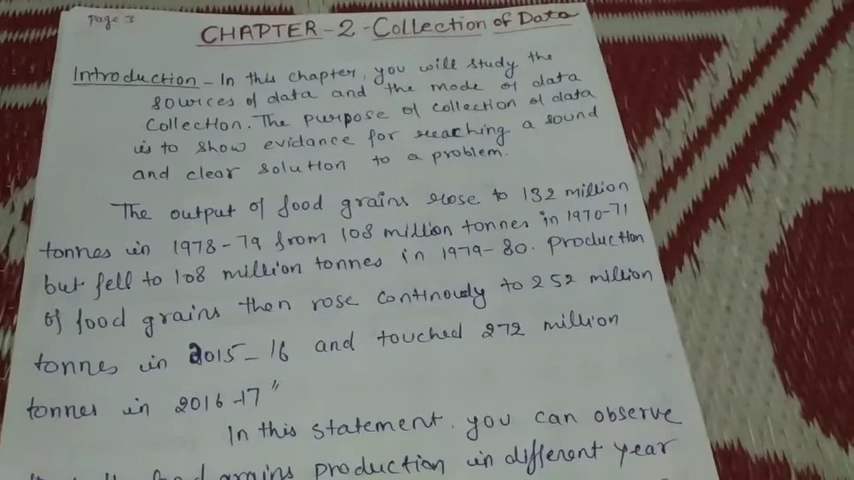 Page 3
CHAPTER - 2 - Collection of Data
Introduction - In this chapter, you will study the
sources of data and the mode of data
Collection. The purpose of collection of data
is to show evidence for reaching a sound
and clear solution to a problem.
The output of food grains rose to 132 million
tonnes in 1978-79 from 108 million tonnes in 1970-71
but fell to 108 million tonnes in 1979-80. Production
of food grains then rose continously to 252 million
tonnes in 2015-16 and touched 272 million
tonnes in 2016-17"
In this statement, you can observe
food grains production in different year